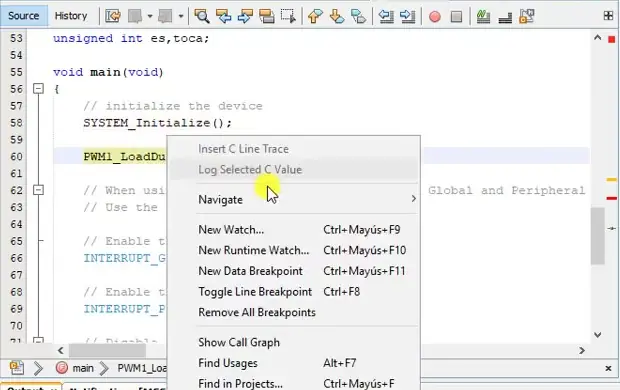 Source History
53 unsigned int es,toca;
54
55 void main(void)
56 {
57 // initialize the device
58 SYSTEM_Initialize();
59
60 PWM1_LoadDu
61
62 // When usi Global and Peripheral
63 // Use the
64
65 // Enable t
66 INTERRUPT_G
67
68 // Enable t
69 INTERRUPT_P
70
71 // Disable
Insert C Line Trace
Log Selected C Value
Navigate
New Watch... Ctrl+Mayús+F9
New Runtime Watch... Ctrl+Mayús+F10
New Data Breakpoint Ctrl+Mayús+F11
Toggle Line Breakpoint Ctrl+F8
Remove All Breakpoints
Show Call Graph
Find Usages Alt+F7
Find in Projects... Ctrl+Mayús+F
main PWM1_Loa